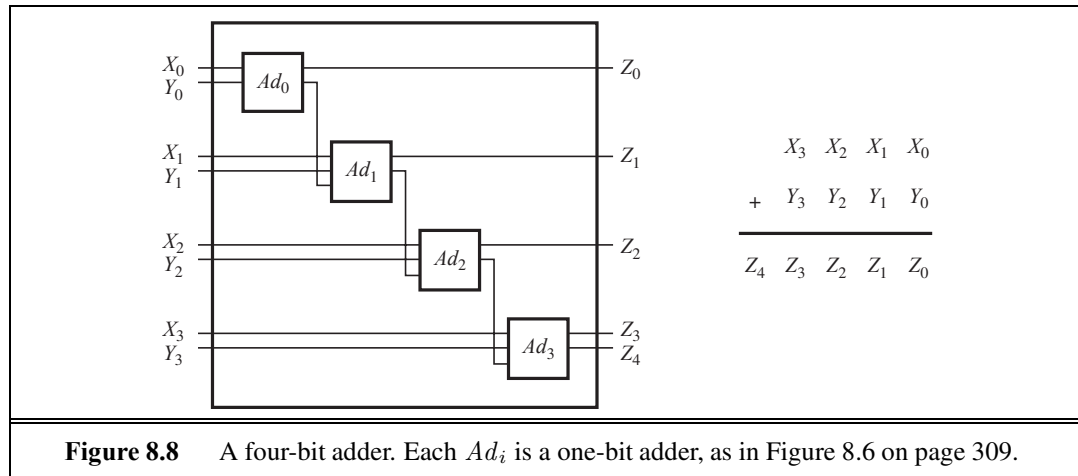 X₀
Y₀
Ad₀
Z₀
X₁
Y₁
Ad₁
Z₁
X₂
Y₂
Ad₂
Z₂
X₃
Y₃
Ad₃
Z₃
Z₄
X₃ X₂ X₁ X₀
+ Y₃ Y₂ Y₁ Y₀
Z₄ Z₃ Z₂ Z₁ Z₀
Figure 8.8 A four-bit adder. Each Adᵢ is a one-bit adder, as in Figure 8.6 on page 309.